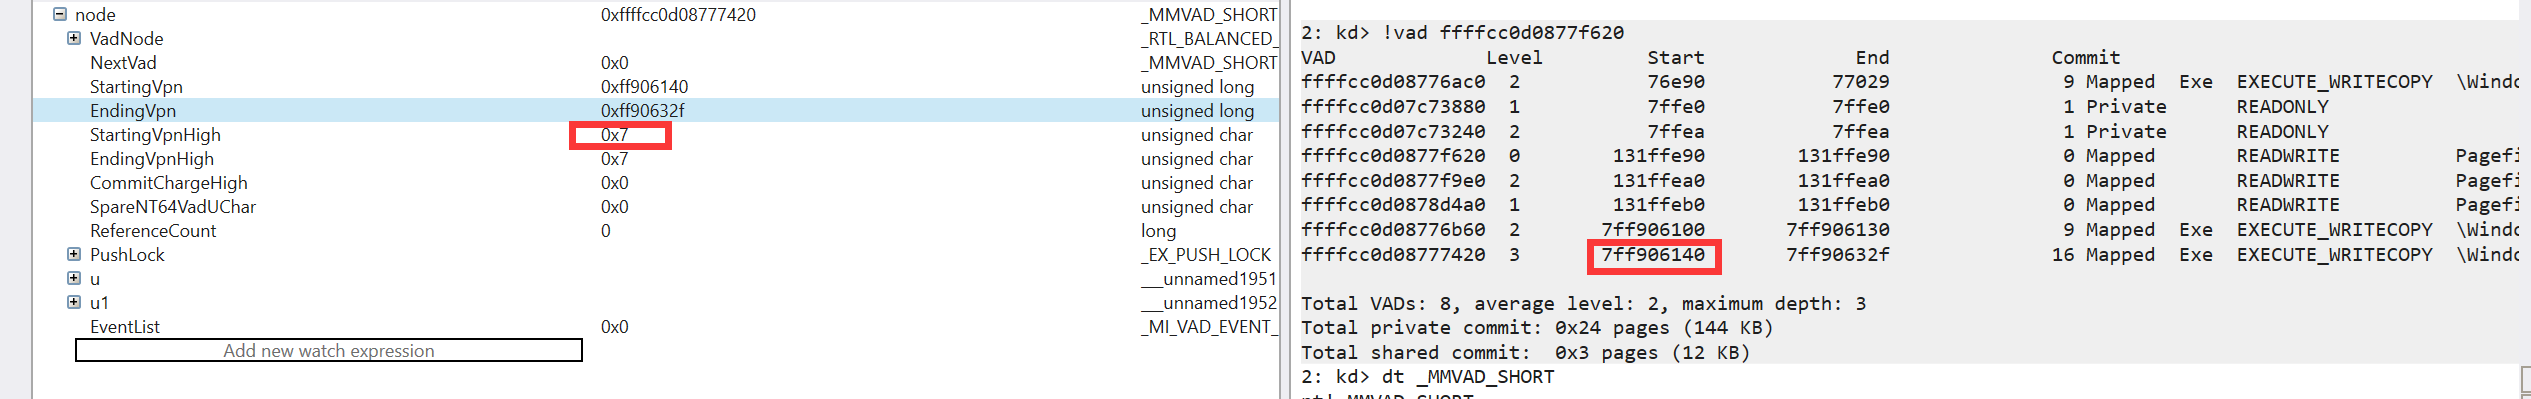 node 0xffffcc0d08777420 _MMVAD_SHORT
VadNode _RTL_BALANCED_
NextVad 0x0 _MMVAD_SHORT
StartingVpn 0xff906140 unsigned long
EndingVpn 0xff90632f unsigned long
StartingVpnHigh 0x7 unsigned char
EndingVpnHigh 0x7 unsigned char
CommitChargeHigh 0x0 unsigned char
SpareNT64VadUChar 0x0 unsigned char
ReferenceCount 0 long
PushLock _EX_PUSH_LOCK
u __unnamed1951
u1 __unnamed1952
EventList 0x0 _MI_VAD_EVENT_
Add new watch expression
2: kd> !vad ffffcc0d0877f620
VAD Level Start End Commit
ffffcc0d08776ac0 2 76e90 77029 9 Mapped Exe EXECUTE_WRITECOPY \Windo
ffffcc0d07c73880 1 7ffe0 7ffe0 1 Private READONLY
ffffcc0d07c73240 2 7ffea 7ffea 1 Private READONLY
ffffcc0d0877f620 0 131ffe90 131ffe90 0 Mapped READWRITE Pagefi
ffffcc0d0877f9e0 2 131ffea0 131ffea0 0 Mapped READWRITE Pagefi
ffffcc0d0878d4a0 1 131ffeb0 131ffeb0 0 Mapped READWRITE Pagefi
ffffcc0d08776b60 2 7ff906100 7ff906130 9 Mapped Exe EXECUTE_WRITECOPY \Windo
ffffcc0d08777420 3 7ff906140 7ff90632f 16 Mapped Exe EXECUTE_WRITECOPY \Windo
Total VADs: 8, average level: 2, maximum depth: 3
Total private commit: 0x24 pages (144 KB)
Total shared commit: 0x3 pages (12 KB)
2: kd> dt _MMVAD_SHORT